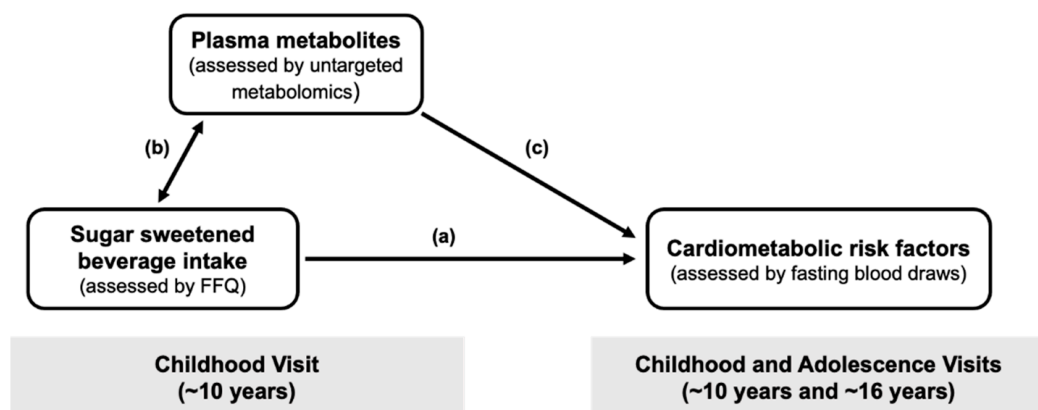 Plasma metabolites
(assessed by untargeted
metabolomics)
(b)
(c)
Sugar sweetened
beverage intake
(assessed by FFQ)
(a)
Cardiometabolic risk factors
(assessed by fasting blood draws)
Childhood Visit
(~10 years)
Childhood and Adolescence Visits
(~10 years and ~16 years)